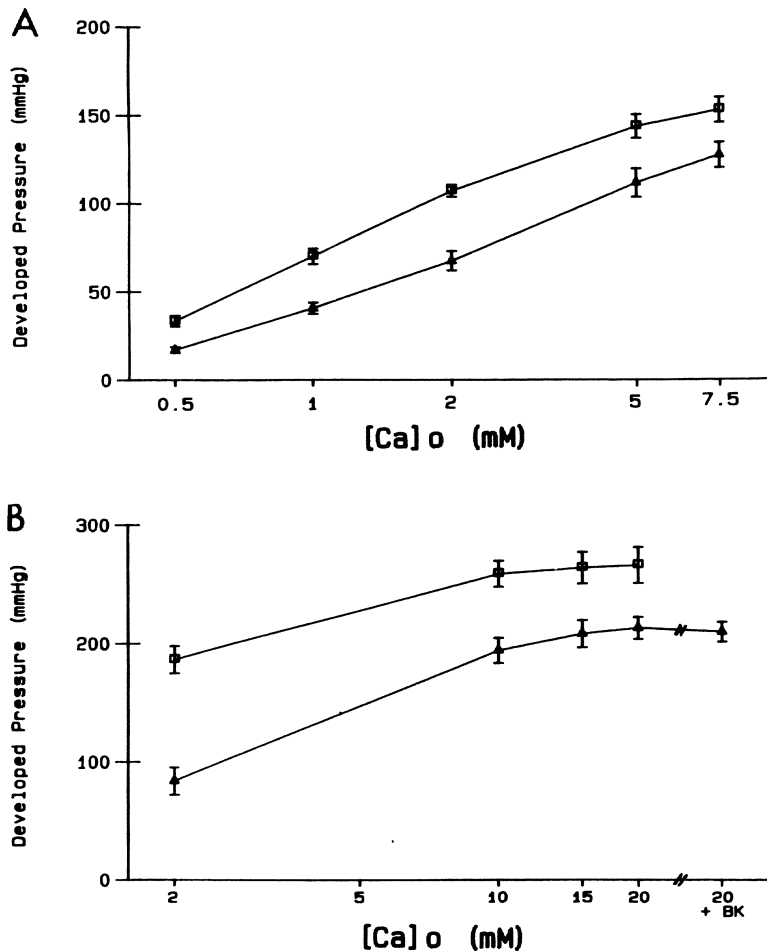 A
Developed Pressure (mmHg)
200
150
100
50
0
0.5 1 2 5 7.5
[Ca]o (mM)
B
Developed Pressure (mmHg)
300
200
100
0
2 5 10 15 20 20
+ BK
[Ca]o (mM)